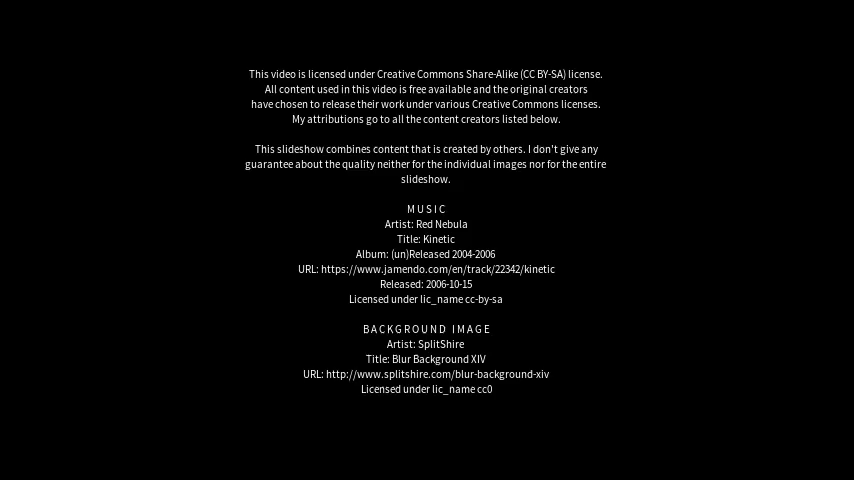 This video is licensed under Creative Commons Share-Alike (CC BY-SA) license.
All content used in this video is free available and the original creators
have chosen to release their work under various Creative Commons licenses.
My attributions go to all the content creators listed below.
This slideshow combines content that is created by others. I don't give any
guarantee about the quality neither for the individual images nor for the entire
slideshow.
MUSIC
Artist: Red Nebula
Title: Kinetic
Album: (un)Released 2004-2006
URL: https://www.jamendo.com/en/track/22342/kinetic
Released: 2006-10-15
Licensed under lic_name cc-by-sa
BACKGROUND IMAGE
Artist: SplitShire
Title: Blur Background XIV
URL: http://www.splitshire.com/blur-background-xiv
Licensed under lic_name cc0